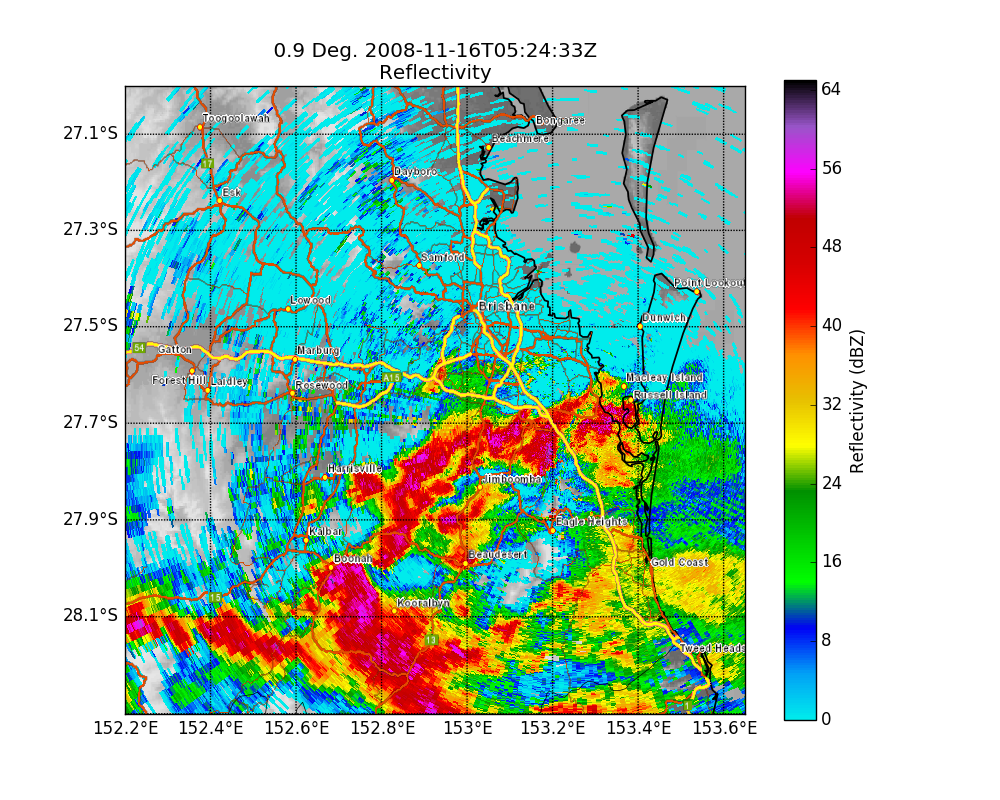 0.9 Deg. 2008-11-16T05:24:33Z
Reflectivity
27.1°S
27.3°S
27.5°S
27.7°S
27.9°S
28.1°S
152.2°E 152.4°E 152.6°E 152.8°E 153°E 153.2°E 153.4°E 153.6°E
Toogoolawah
Bongaree
Beachmere
17
Dayboro
Esk
Samford
Point Lookout
Lowood
Brisbane
Dunwich
54
Gatton
Marburg
Forest Hill
Laidley
Rosewood
A15
Macleay Island
Russell Island
Harrisville
Jimboomba
Kalbar
Eagle Heights
Boonah
Beaudesert
Gold Coast
15
Kooralbyn
11
Tweed Heads
64
56
48
40
32
24
16
8
0
Reflectivity (dBZ)